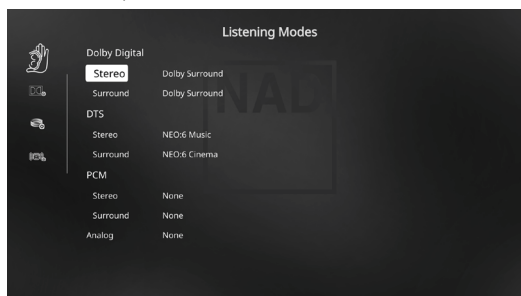 Listening Modes
Dolby Digital
Stereo Dolby Surround
Surround Dolby Surround
NAD
DTS
Stereo NEO:6 Music
Surround NEO:6 Cinema
PCM
Stereo None
Surround None
Analog None